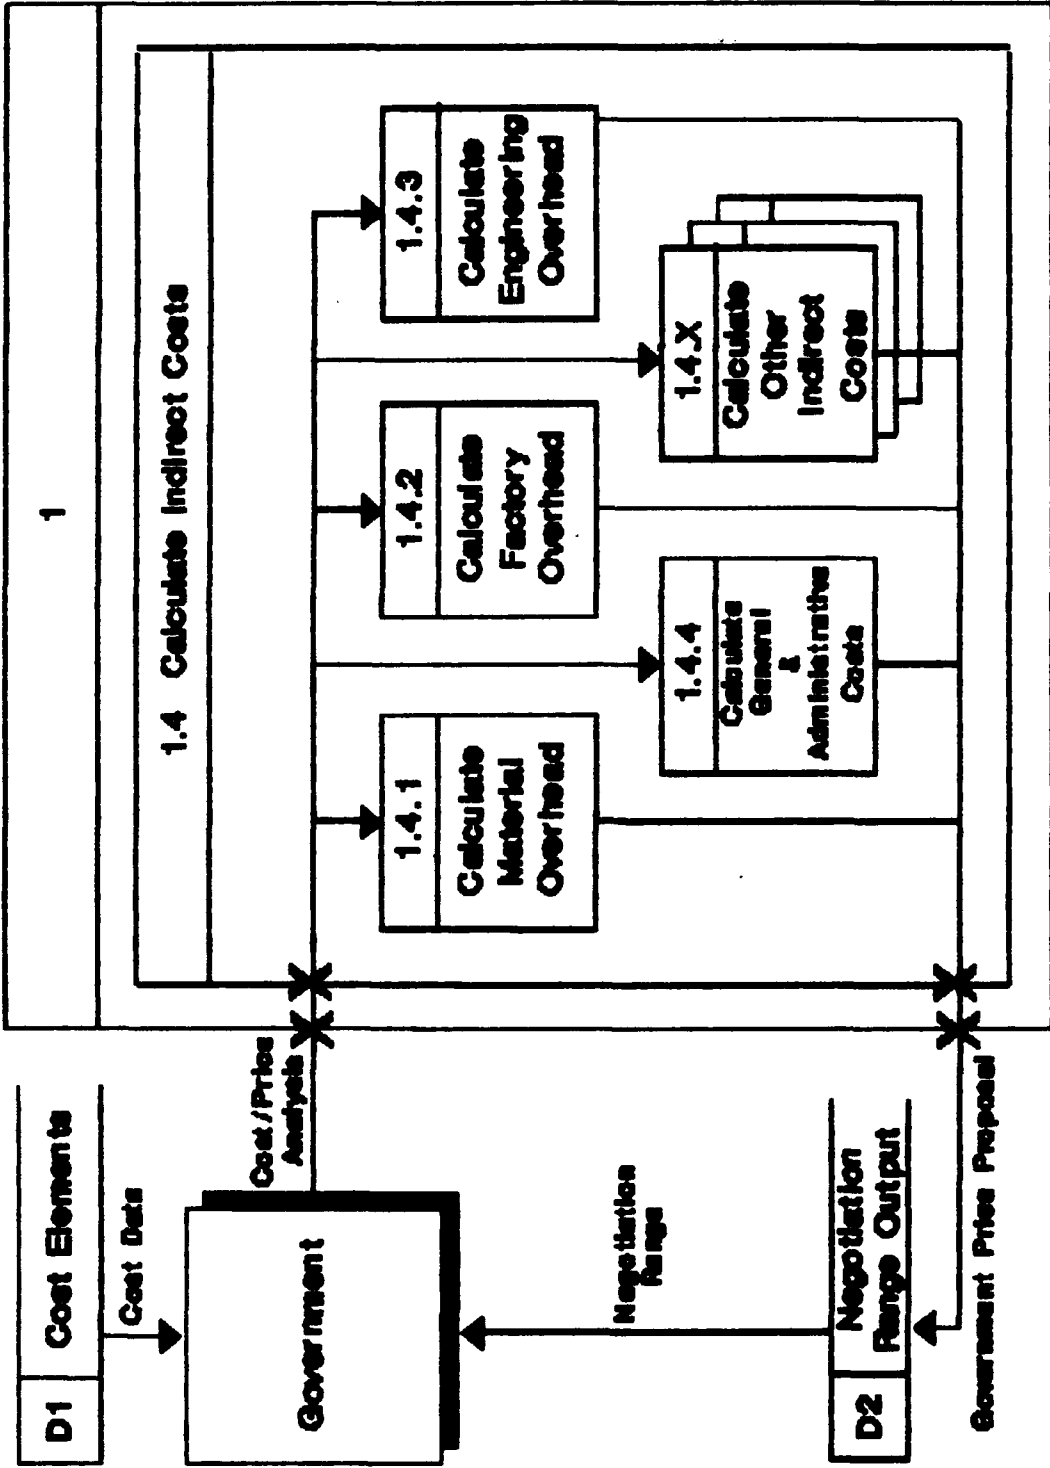 D1
Cost Elements
Cost Data
Government
Cost/Price
Analysis
Negotiation
Range
D2
Negotiation
Range Output
Government Price Proposal
1
1.4 Calculate Indirect Costs
1.4.1
Calculate
Material
Overhead
1.4.2
Calculate
Factory
Overhead
1.4.3
Calculate
Engineering
Overhead
1.4.4
Calculate
General
&
Administrative
Costs
1.4.X
Calculate
Other
Indirect
Costs